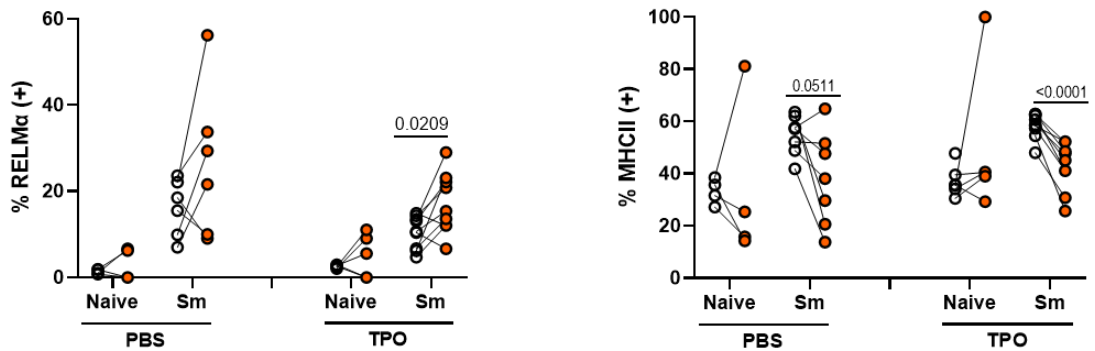 % RELMα (+)
60
40
20
0
0.0209
Naive
Sm
Naive
Sm
PBS
TPO
% MHCII (+)
100
80
60
40
20
0
0.0511
<0.0001
Naive
Sm
Naive
Sm
PBS
TPO